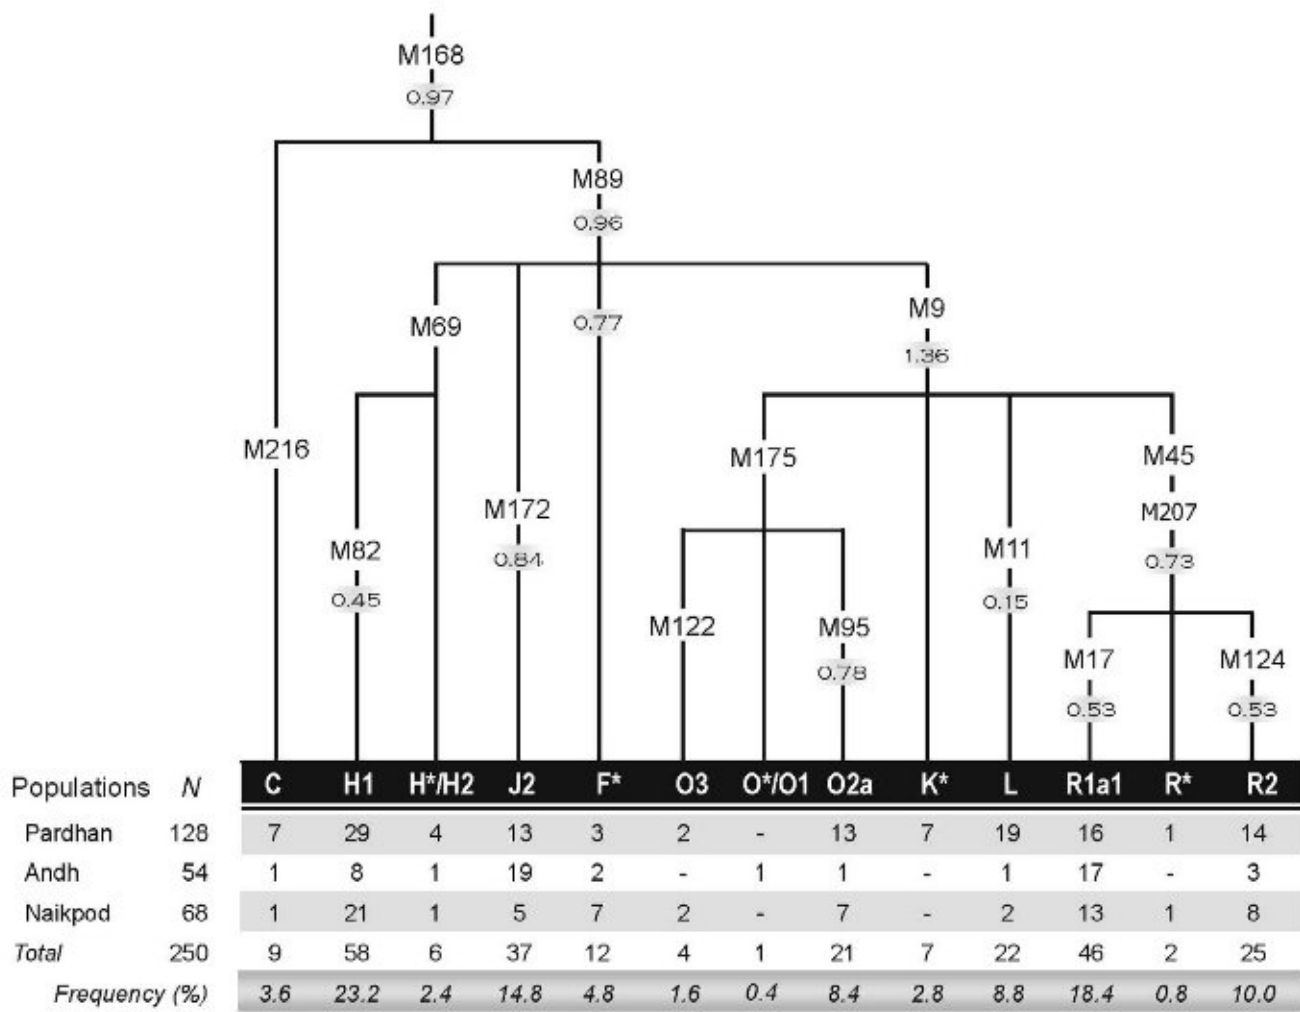 M168
0.97
M89
0.96
M9
M69
0.77
1.36
M216
M175
M45
M172
M207
M82
0.84
M11
0.73
0.45
0.15
M122
M95
M17
M124
0.78
0.53
0.53
Populations N C H1 H*/H2 J2 F* O3 O*/O1 O2a K* L R1a1 R* R2
Pardhan 128 7 29 4 13 3 2 - 13 7 19 16 1 14
Andh 54 1 8 1 19 2 - 1 1 - 1 17 - 3
Naikpod 68 1 21 1 5 7 2 - 7 - 2 13 1 8
Total 250 9 58 6 37 12 4 1 21 7 22 46 2 25
Frequency (%) 3.6 23.2 2.4 14.8 4.8 1.6 0.4 8.4 2.8 8.8 18.4 0.8 10.0